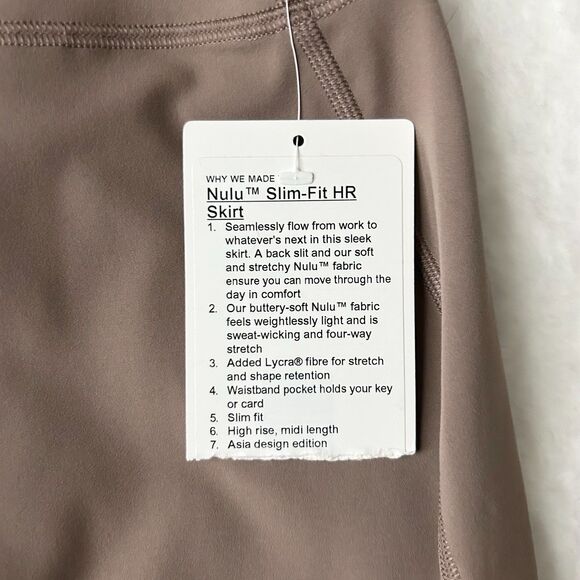 WHY WE MADE
Nulu™ Slim-Fit HR
Skirt
1. Seamlessly flow from work to
whatever's next in this sleek
skirt. A back slit and our soft
and stretchy Nulu™ fabric
ensure you can move through the
day in comfort
2. Our buttery-soft Nulu™ fabric
feels weightlessly light and is
sweat-wicking and four-way
stretch
3. Added Lycra® fibre for stretch
and shape retention
4. Waistband pocket holds your key
or card
5. Slim fit
6. High rise, midi length
7. Asia design edition